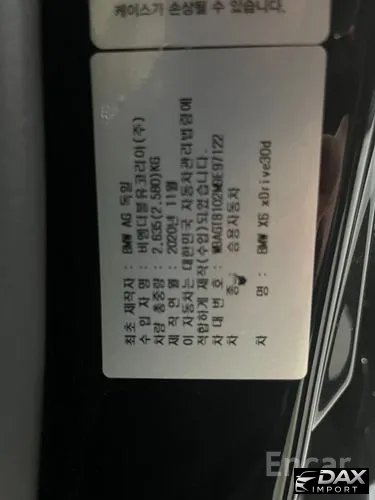 케이스가 손상될 수 있습니다.
최초 제작자 : BMW AG 독일
수 입 자 명 : 비엠더블유코리아(주)
차량 총중량 : 2,635(2,580)KG
제 작 연 월 : 2020년 11월
이 자동차는 대한민국 자동차관리법령에
적합하게 제작(수입)되었습니다.
차 대 번 호 : WBAGT8102M9E97122
차 종 : 승용자동차
차 명 : BMW X6 xDrive30d
Encar
DAX
IMPORT